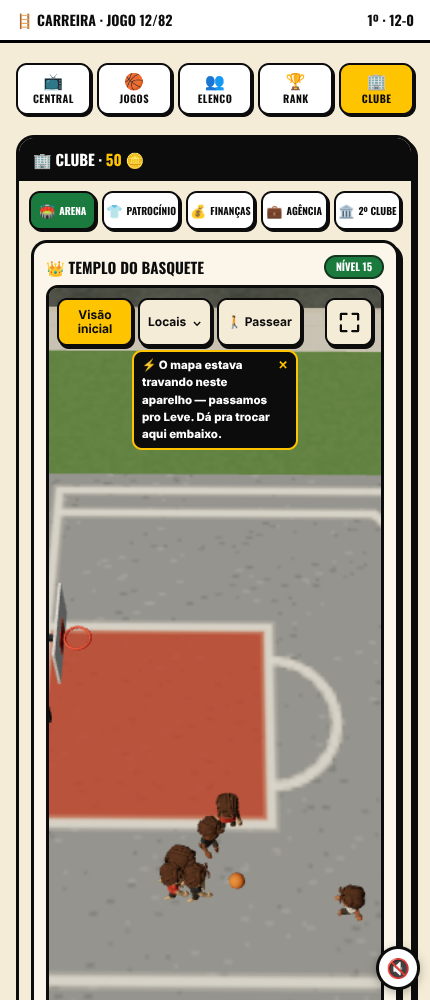 CARREIRA · JOGO 12/82
1º · 12-0
CENTRAL
JOGOS
ELENCO
RANK
CLUBE
CLUBE · 50
ARENA
PATROCÍNIO
FINANÇAS
AGÊNCIA
2º CLUBE
TEMPLO DO BASQUETE
NÍVEL 15
Visão
inicial
Locais
Passear
⚡ O mapa estava
travando neste
aparelho — passamos
pro Leve. Dá pra trocar
aqui embaixo.
×